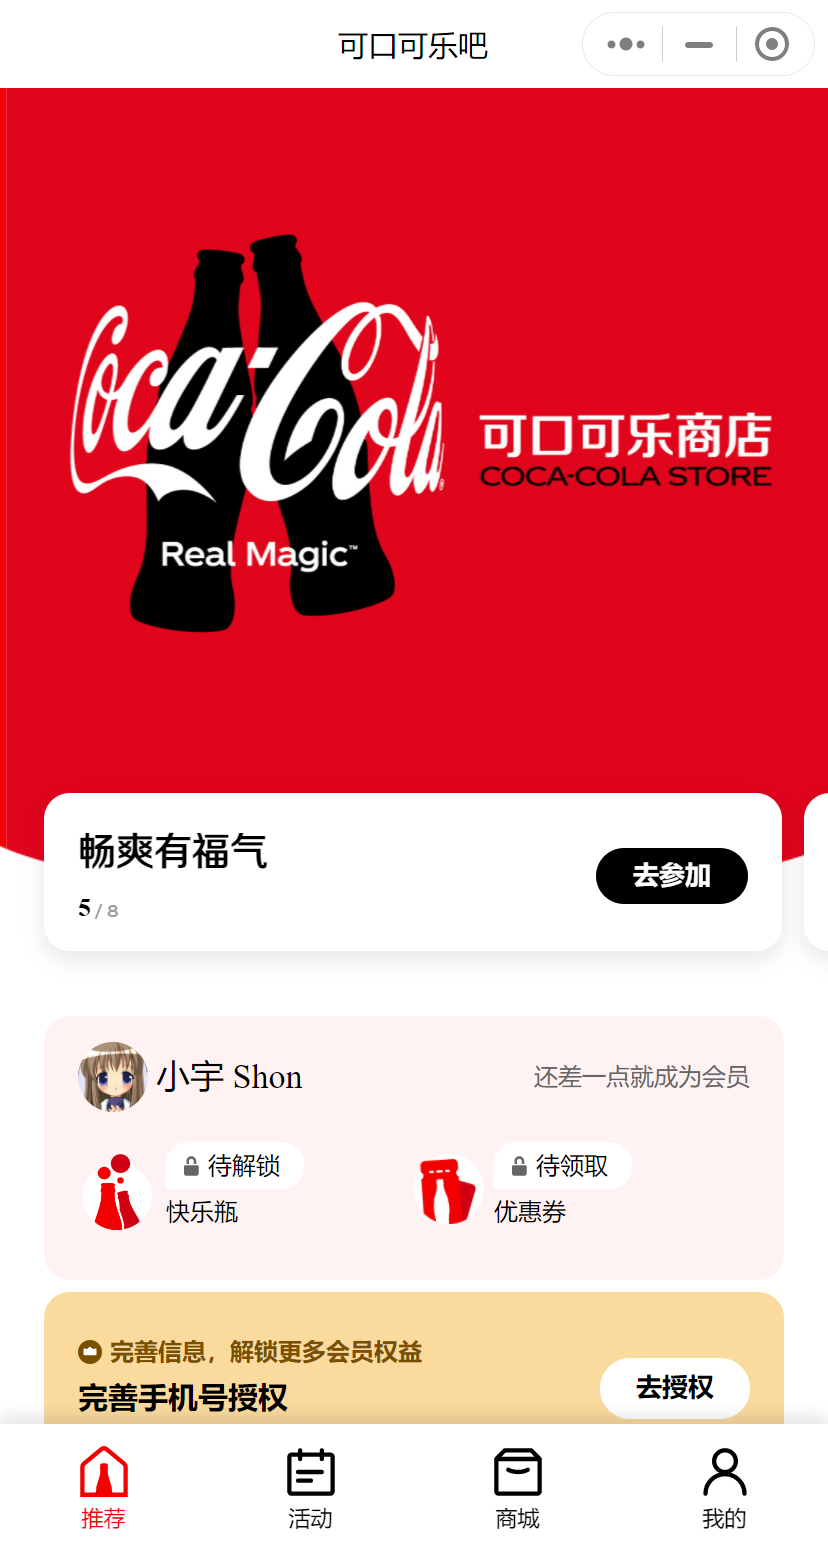 可口可乐吧
Coca-Cola
®
Real Magic™
可口可乐商店
COCA-COLA STORE
畅爽有福气
5 / 8
去参加
小宇 Shon
还差一点就成为会员
待解锁
快乐瓶
待领取
优惠券
完善信息，解锁更多会员权益
完善手机号授权
去授权
推荐
活动
商城
我的